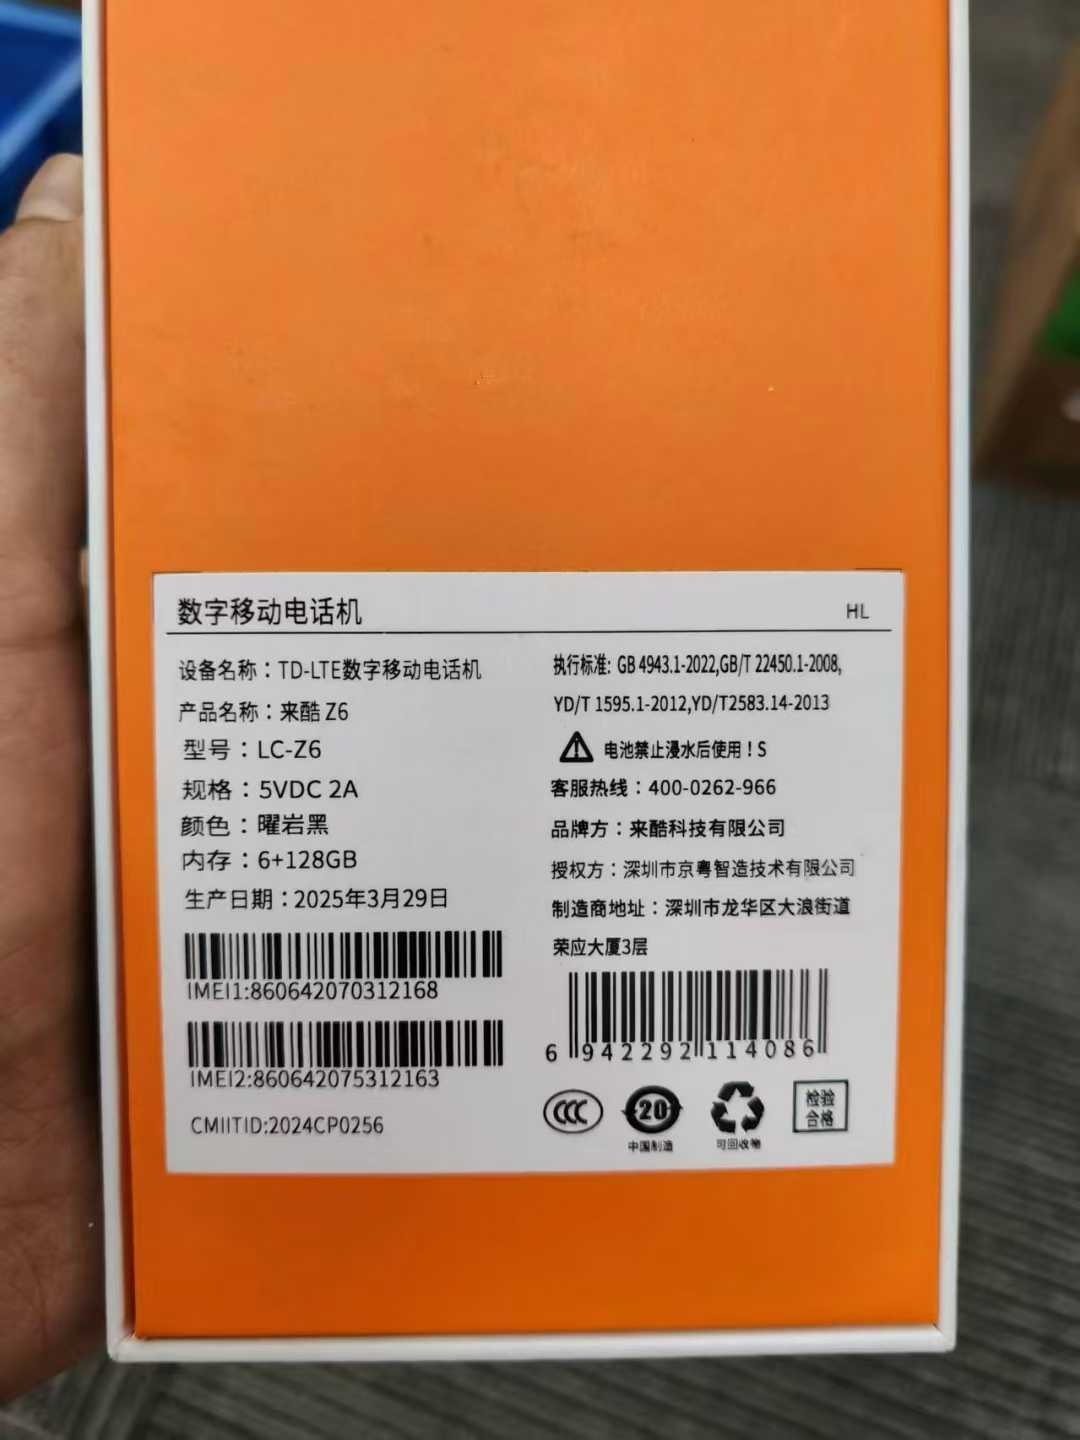 数字移动电话机
HL
设备名称：TD-LTE数字移动电话机
产品名称：来酷 Z6
型号：LC-Z6
规格：5VDC 2A
颜色：曜岩黑
内存：6+128GB
生产日期：2025年3月29日
IMEI1:860642070312168
IMEI2:860642075312163
CMIITID:2024CP0256
执行标准: GB 4943.1-2022,GB/T 22450.1-2008,
YD/T 1595.1-2012,YD/T2583.14-2013
电池禁止浸水后使用！S
客服热线：400-0262-966
品牌方：来酷科技有限公司
授权方：深圳市京粤智造技术有限公司
制造商地址：深圳市龙华区大浪街道
荣应大厦3层
6 942292 114086
CCC
20
中国制造
可回收物
检验
合格